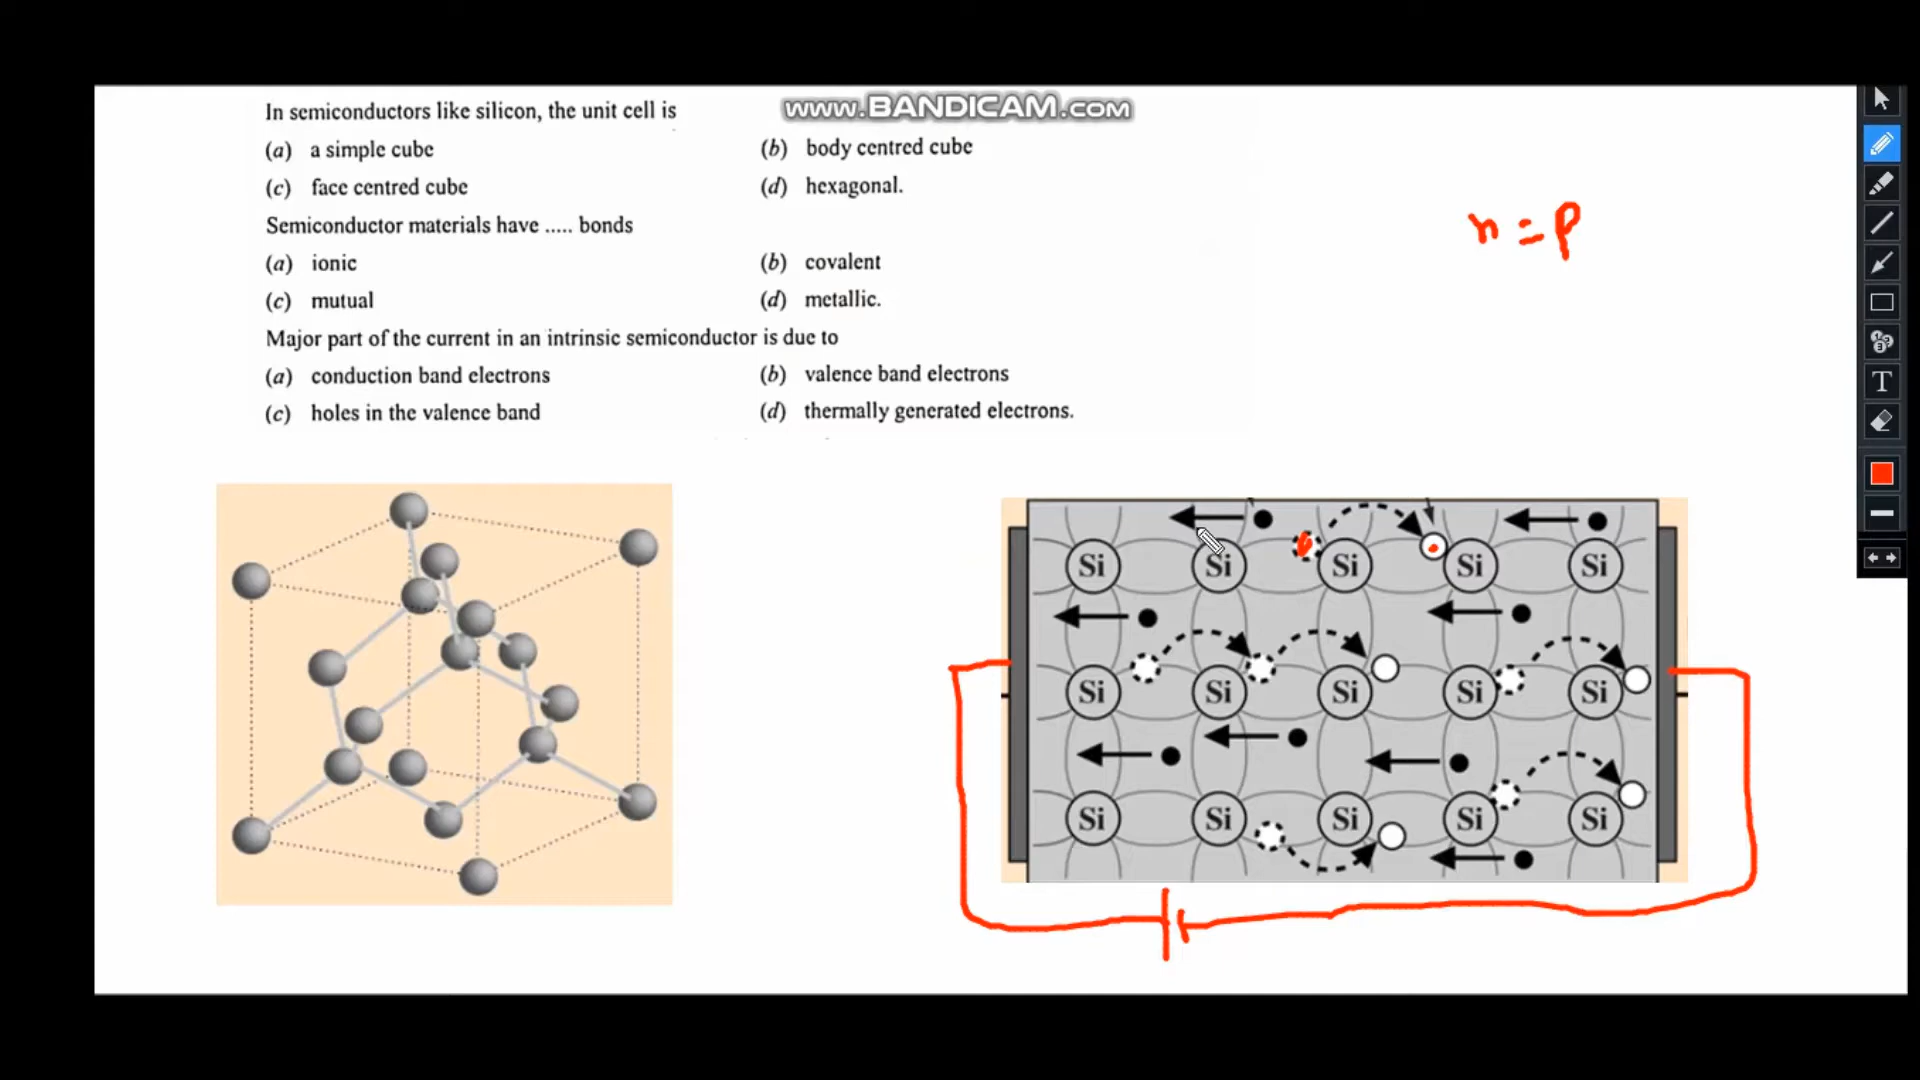 www.BANDICAM.com
In semiconductors like silicon, the unit cell is
(a) a simple cube (b) body centred cube
(c) face centred cube (d) hexagonal.
Semiconductor materials have ..... bonds
(a) ionic (b) covalent
(c) mutual (d) metallic.
Major part of the current in an intrinsic semiconductor is due to
(a) conduction band electrons (b) valence band electrons
(c) holes in the valence band (d) thermally generated electrons.
n = p
Si Si Si Si Si
Si Si Si Si Si
Si Si Si Si Si
T